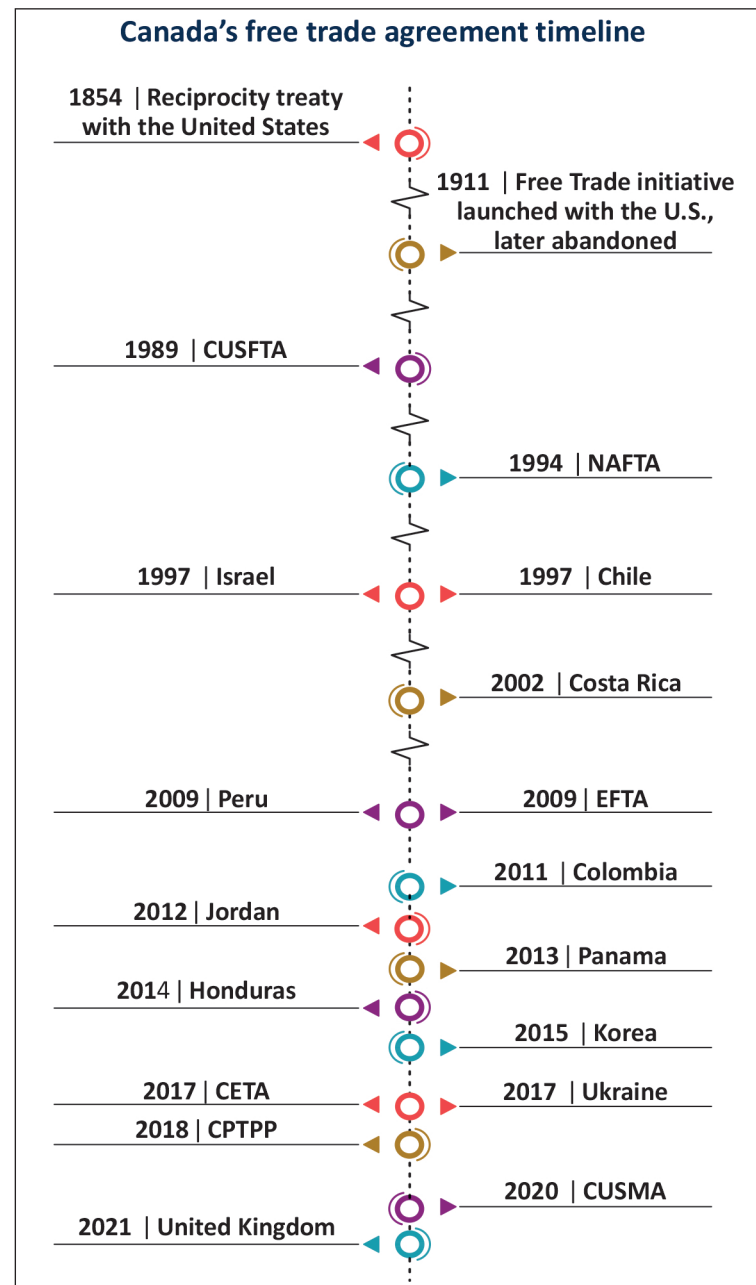 Canada’s free trade agreement timeline
1854 | Reciprocity treaty
with the United States
1911 | Free Trade initiative
launched with the U.S.,
later abandoned
1989 | CUSFTA
1994 | NAFTA
1997 | Israel
1997 | Chile
2002 | Costa Rica
2009 | Peru
2009 | EFTA
2011 | Colombia
2012 | Jordan
2013 | Panama
2014 | Honduras
2015 | Korea
2017 | CETA
2017 | Ukraine
2018 | CPTPP
2020 | CUSMA
2021 | United Kingdom